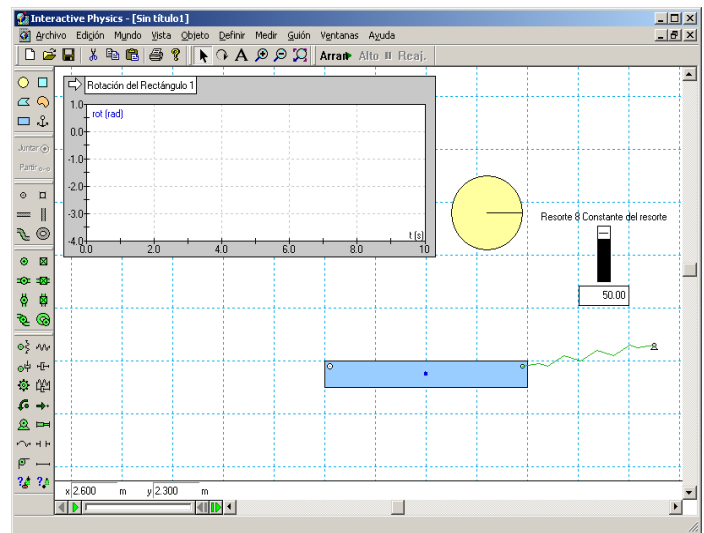 Interactive Physics - [Sin título1]
Archivo Edición Mundo Vista Objeto Definir Medir Guión Ventanas Ayuda
Arran Alto Reaj.
Rotación del Rectángulo 1
rot (rad)
1.0
0.0
-1.0
-2.0
-3.0
-4.0
t (s)
0.0 2.0 4.0 6.0 8.0 10
Juntar
Partir
Resorte 8 Constante del resorte
50.00
x 2.600 m y 2.300 m